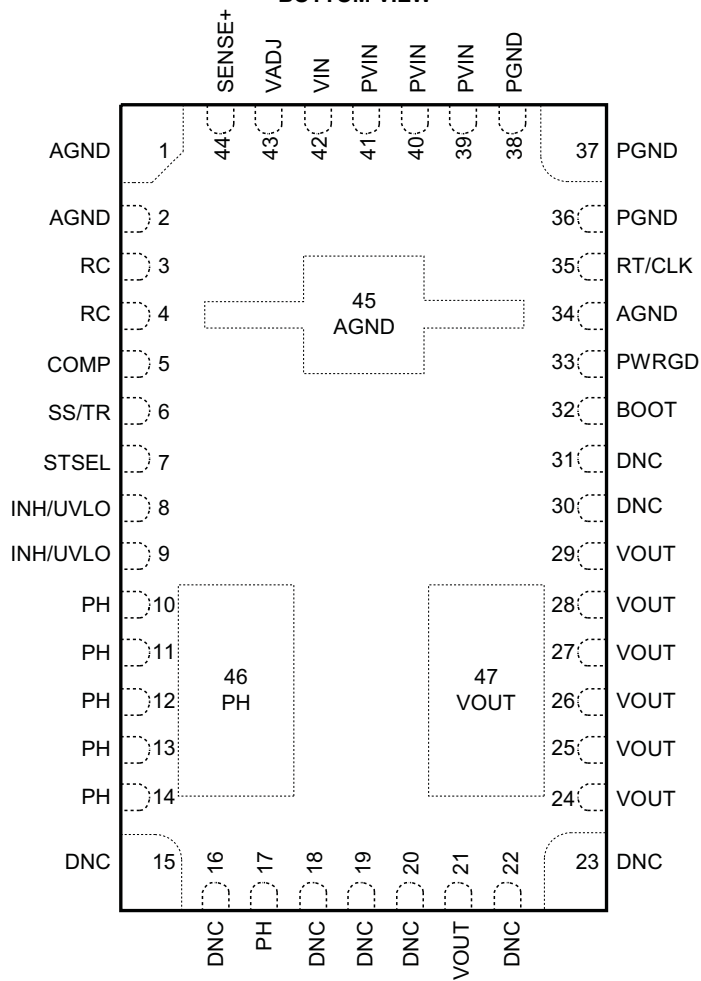 BOTTOM VIEW
SENSE+ VADJ VIN PVIN PVIN PVIN PGND
44 43 42 41 40 39 38
AGND 1 37 PGND
AGND 2 36 PGND
RC 3 35 RT/CLK
RC 4 34 AGND
45
AGND
COMP 5 33 PWRGD
SS/TR 6 32 BOOT
STSEL 7 31 DNC
INH/UVLO 8 30 DNC
INH/UVLO 9 29 VOUT
PH 10 28 VOUT
PH 11 27 VOUT
46 47
PH VOUT
PH 12 26 VOUT
PH 13 25 VOUT
PH 14 24 VOUT
DNC 15 23 DNC
16 17 18 19 20 21 22
DNC PH DNC DNC DNC VOUT DNC